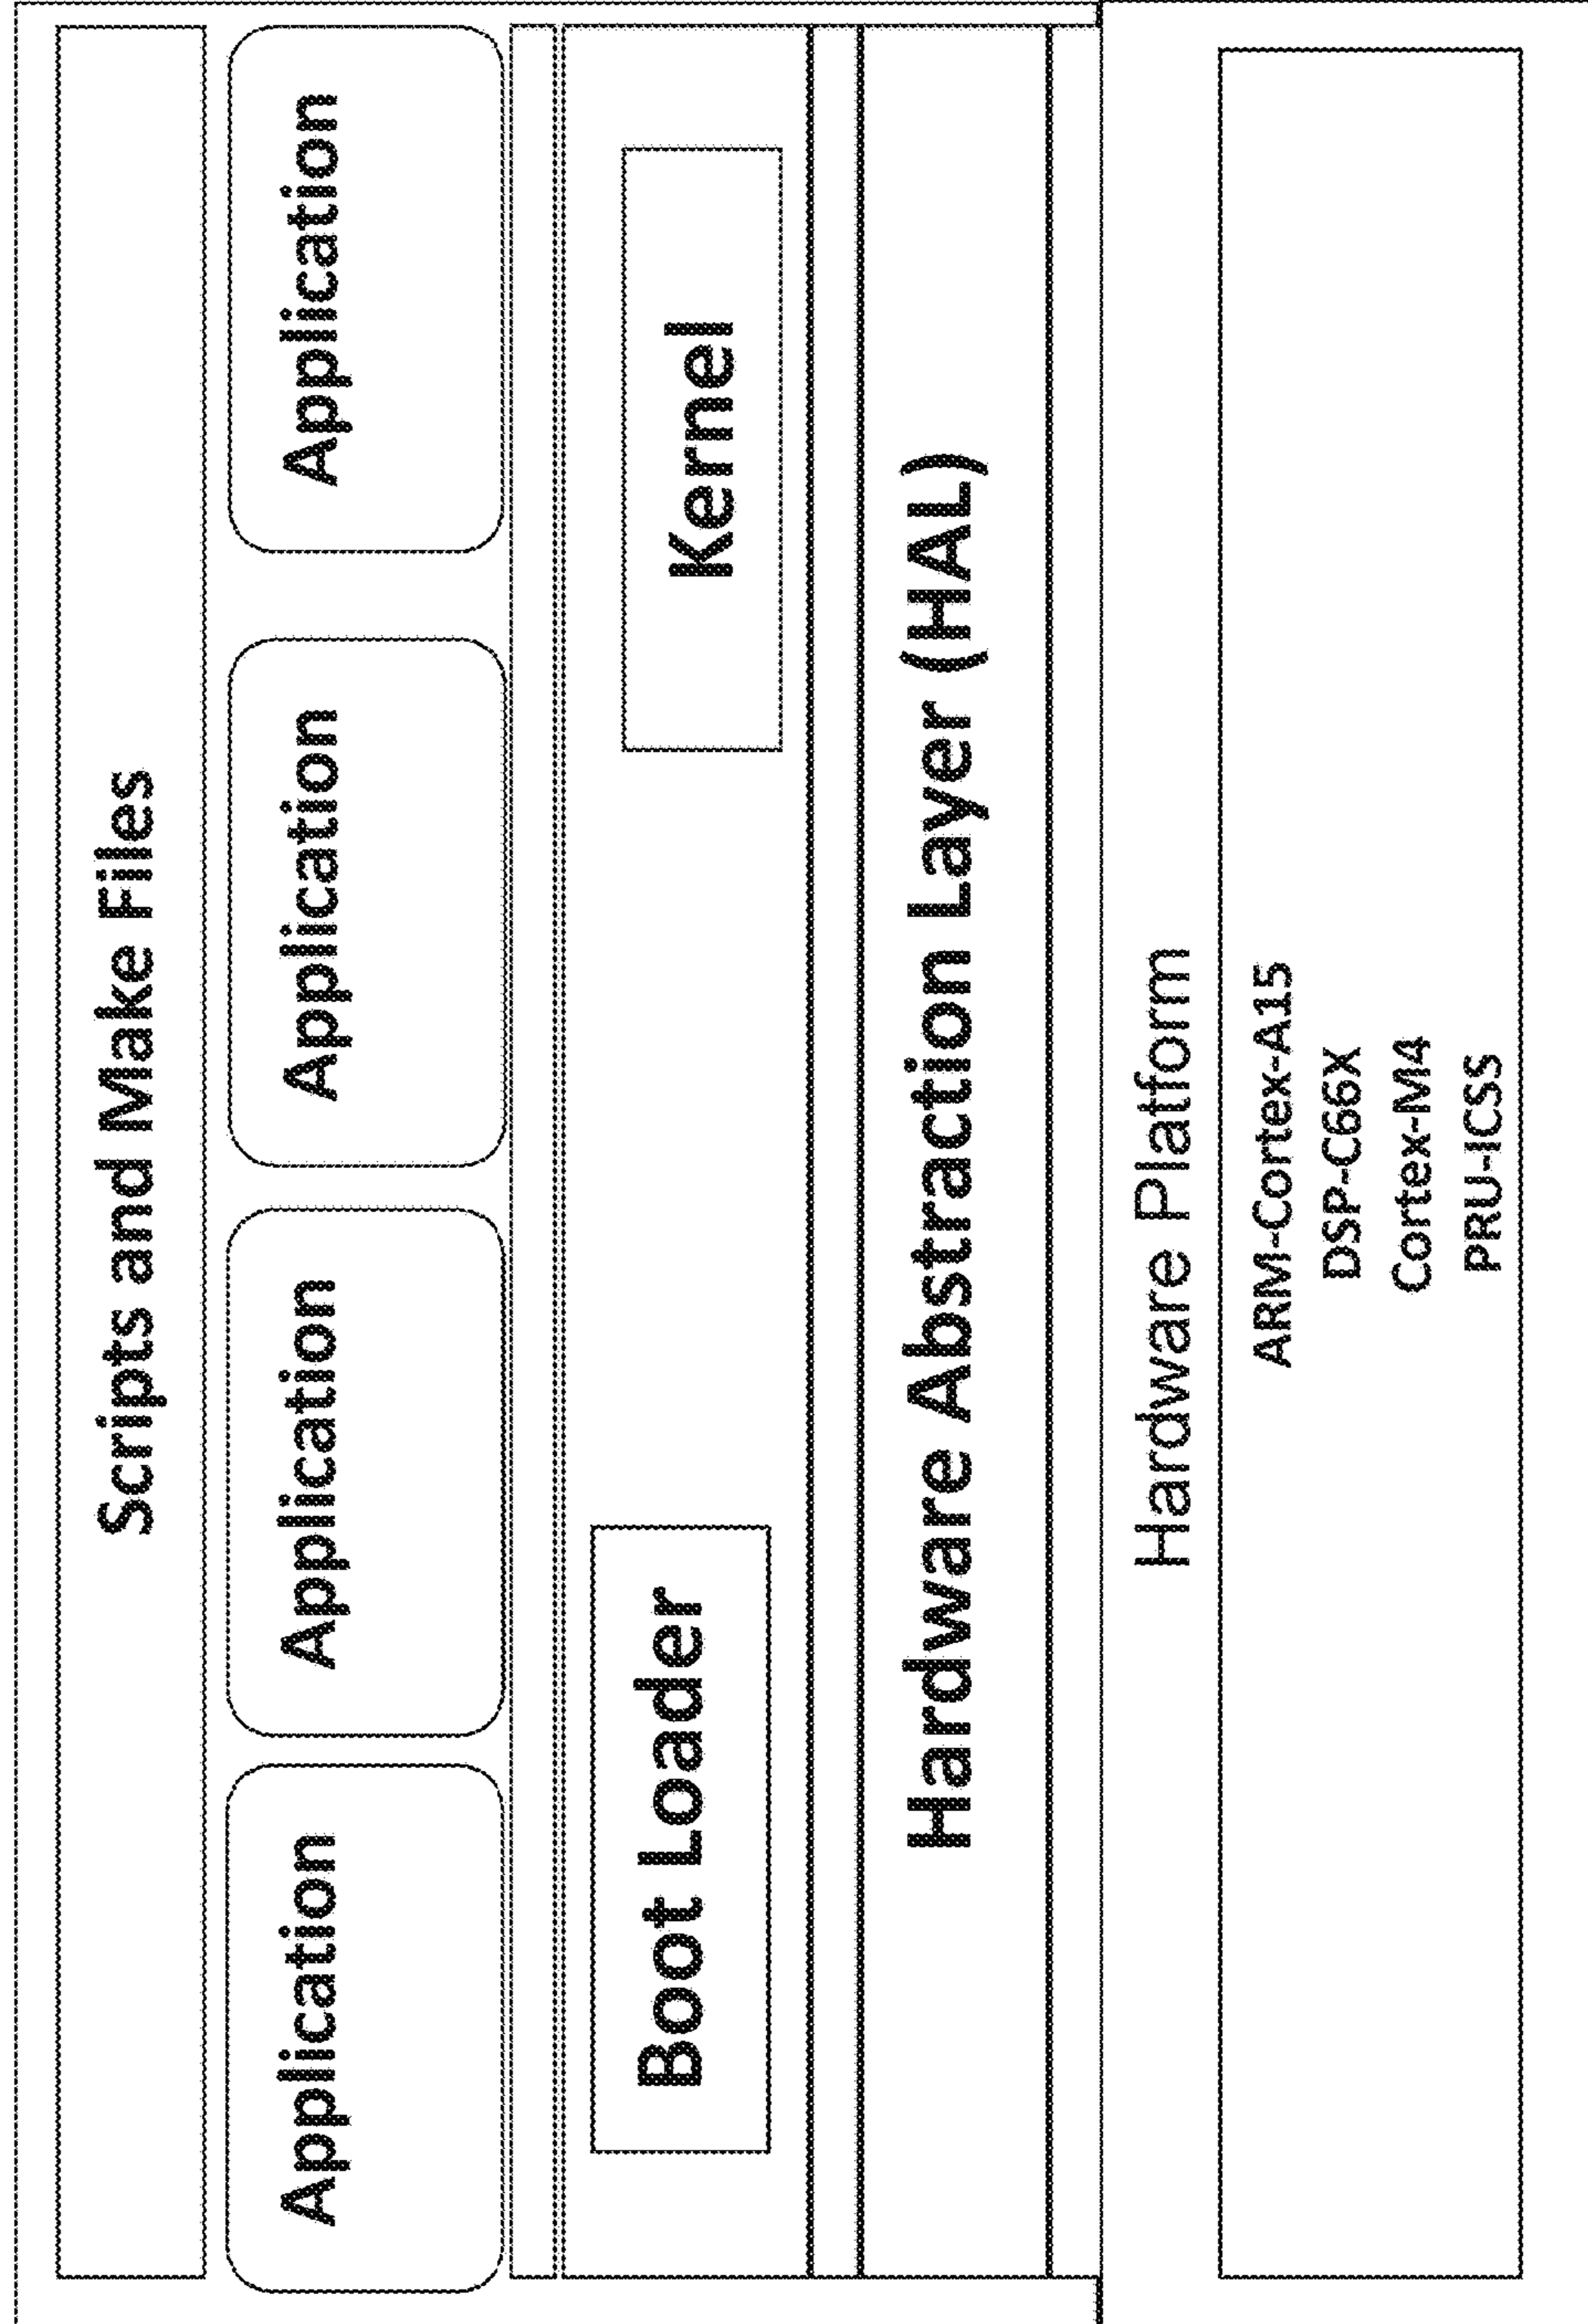 Scripts and Make Files
Application
Application
Application
Application
Boot Loader
Kernel
Hardware Abstraction Layer (HAL)
Hardware Platform
ARM-Cortex-A15
DSP-C66X
Cortex-M4
PRU-ICSS